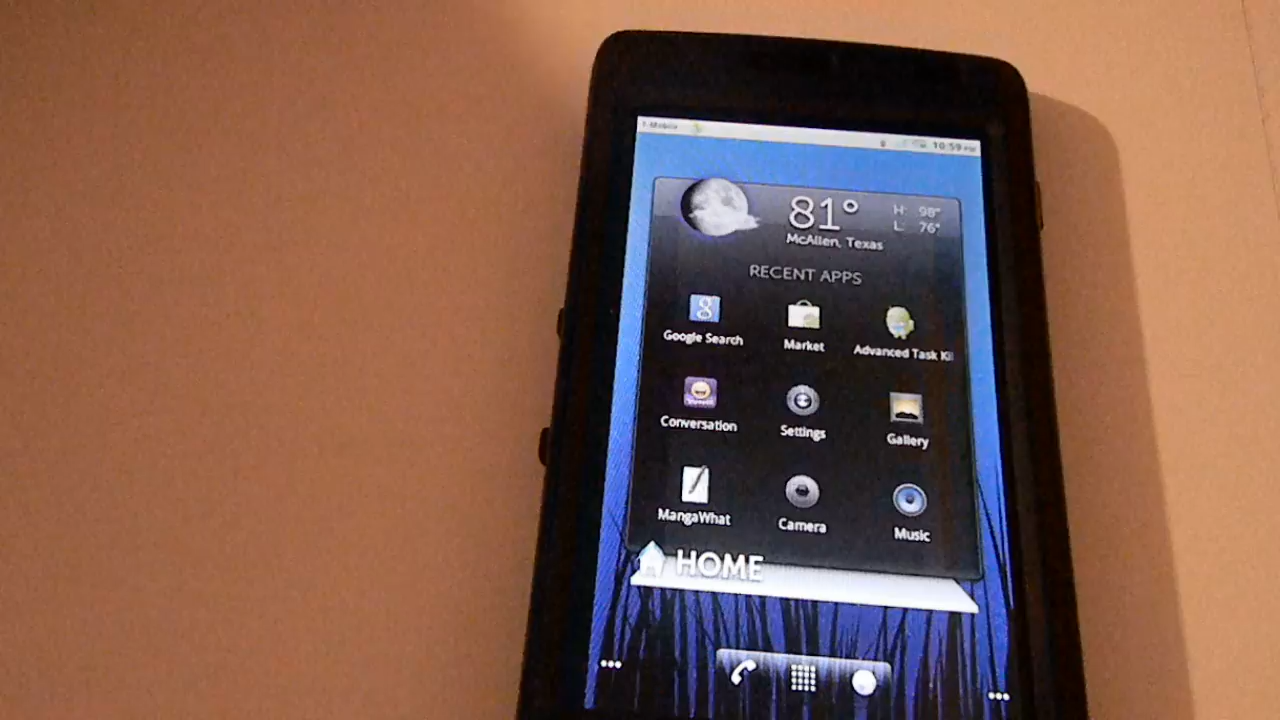 T-Mobile
10:59 PM
81°
H: 98°
L: 76°
McAllen, Texas
RECENT APPS
Google Search
Market
Advanced Task Kil
Conversation
Settings
Gallery
MangaWhat
Camera
Music
HOME